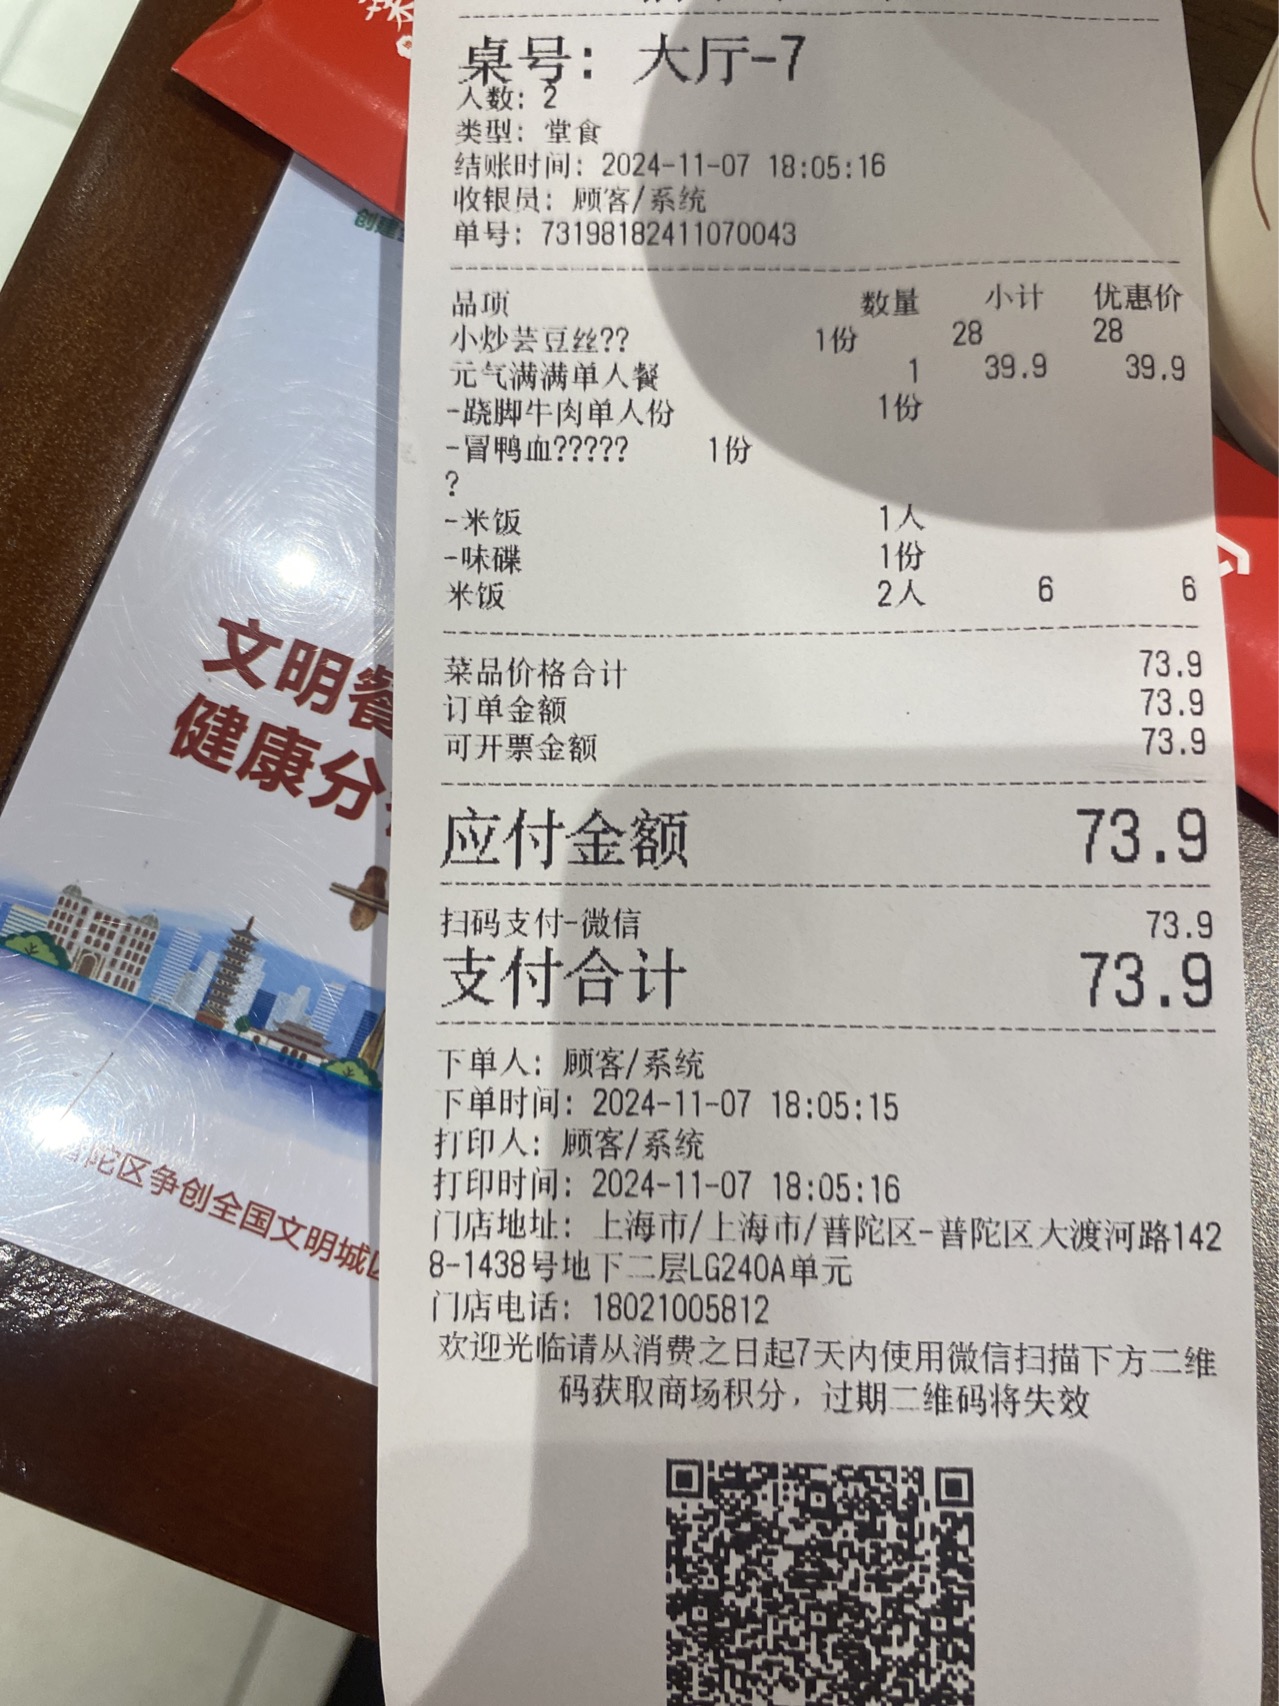 桌号: 大厅-7
人数: 2
类型: 堂食
结账时间: 2024-11-07 18:05:16
收银员: 顾客/系统
单号: 73198182411070043
品项 数量 小计 优惠价
小炒芸豆丝?? 1份 28 28
元气满满单人餐 1 39.9 39.9
-跷脚牛肉单人份 1份
-冒鸭血????? 1份
?
-米饭 1人
-味碟 1份
米饭 2人 6 6
菜品价格合计 73.9
订单金额 73.9
可开票金额 73.9
应付金额 73.9
扫码支付-微信 73.9
支付合计 73.9
下单人: 顾客/系统
下单时间: 2024-11-07 18:05:15
打印人: 顾客/系统
打印时间: 2024-11-07 18:05:16
门店地址: 上海市/上海市/普陀区-普陀区大渡河路142
8-1438号地下二层LG240A单元
门店电话: 18021005812
欢迎光临请从消费之日起7天内使用微信扫描下方二维
码获取商场积分，过期二维码将失效
创建
文明餐
健康分
普陀区争创全国文明城区